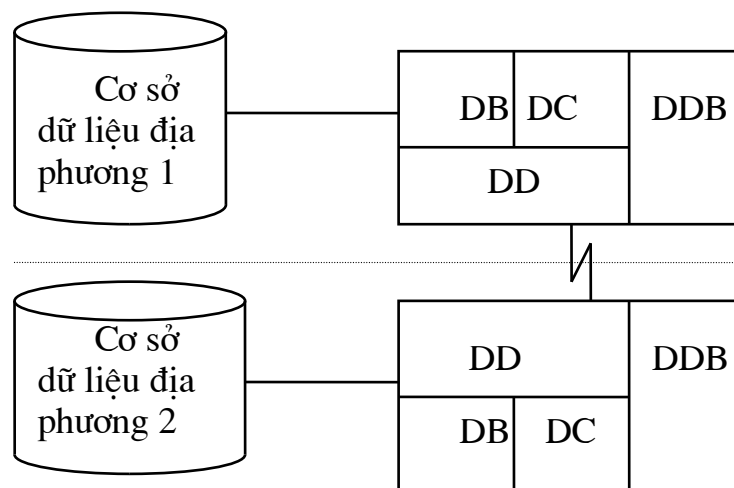 Cơ sở
dữ liệu địa
phương 1
DB DC DDB
DD
Cơ sở
dữ liệu địa
phương 2
DD DDB
DB DC